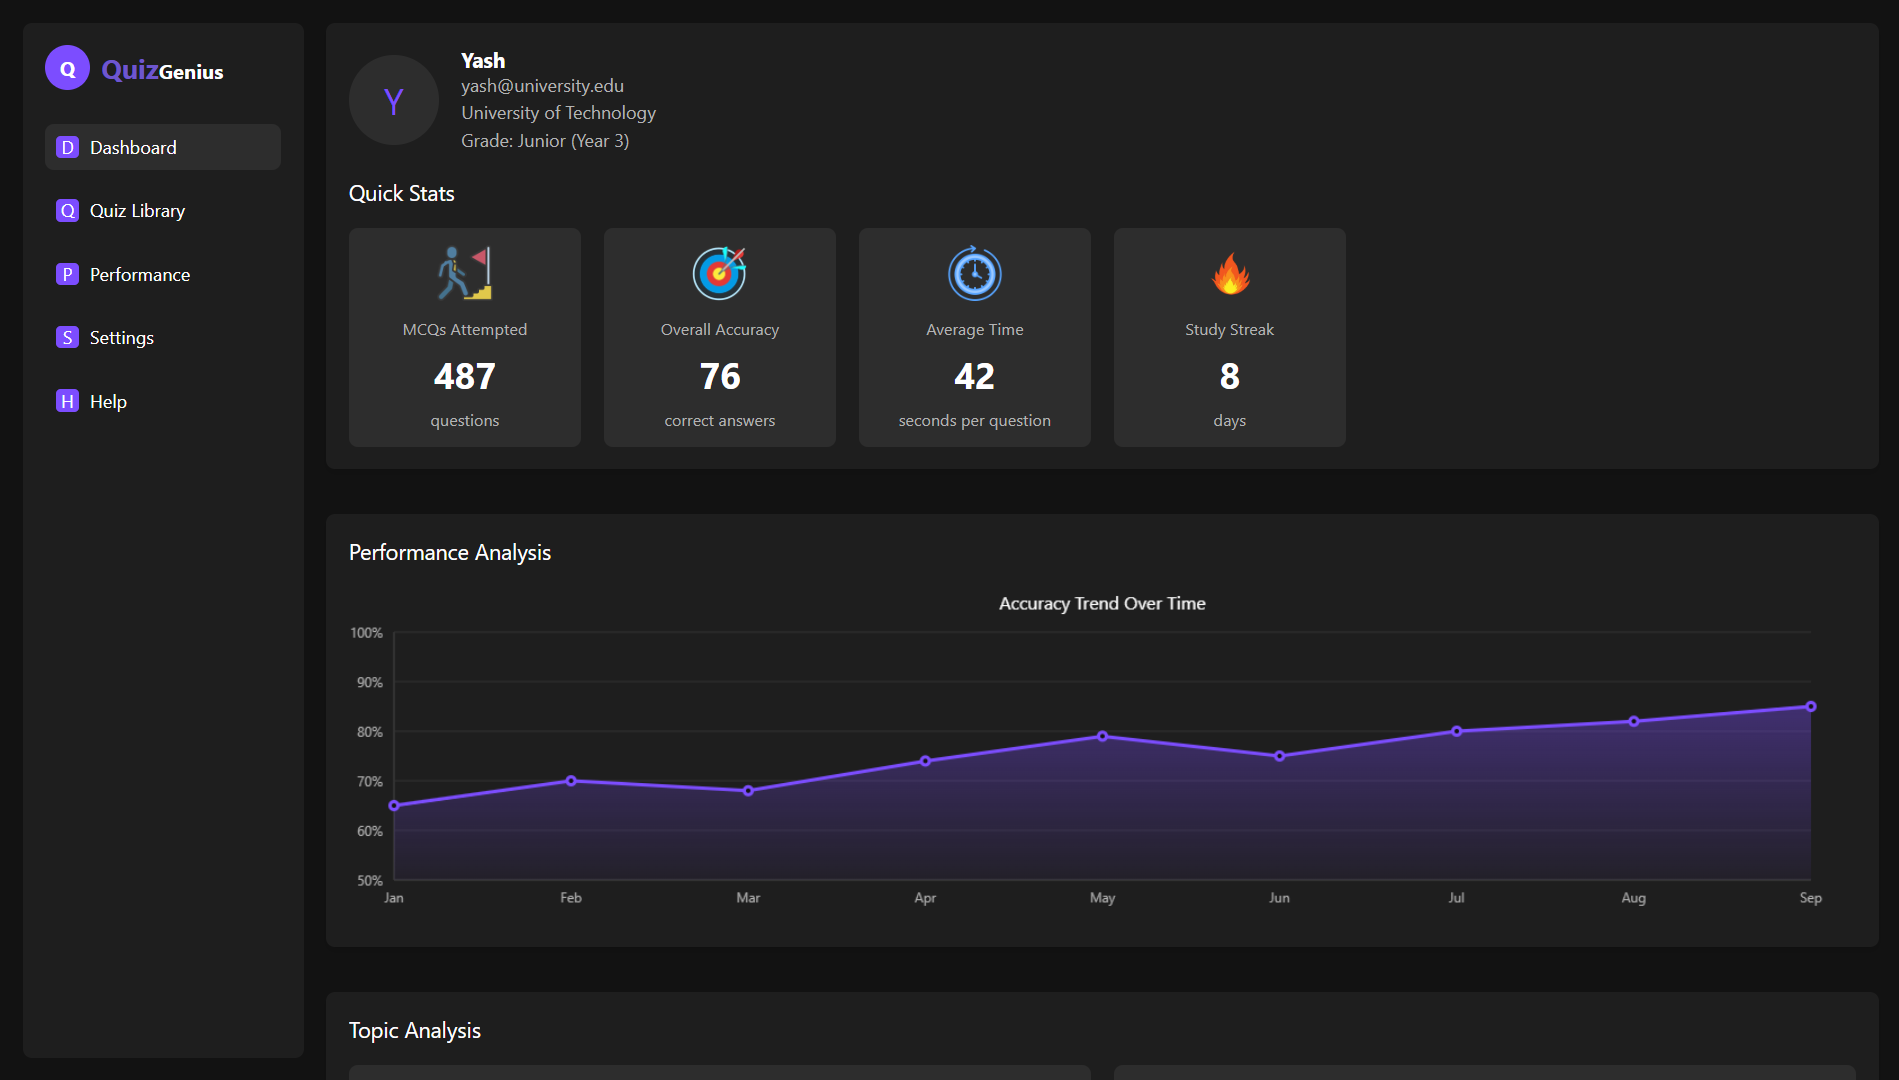 Q QuizGenius
D Dashboard
Q Quiz Library
P Performance
S Settings
H Help
Y
Yash
yash@university.edu
University of Technology
Grade: Junior (Year 3)
Quick Stats
MCQs Attempted
487
questions
Overall Accuracy
76
correct answers
Average Time
42
seconds per question
Study Streak
8
days
Performance Analysis
Accuracy Trend Over Time
100%
90%
80%
70%
60%
50%
Jan Feb Mar Apr May Jun Jul Aug Sep
Topic Analysis